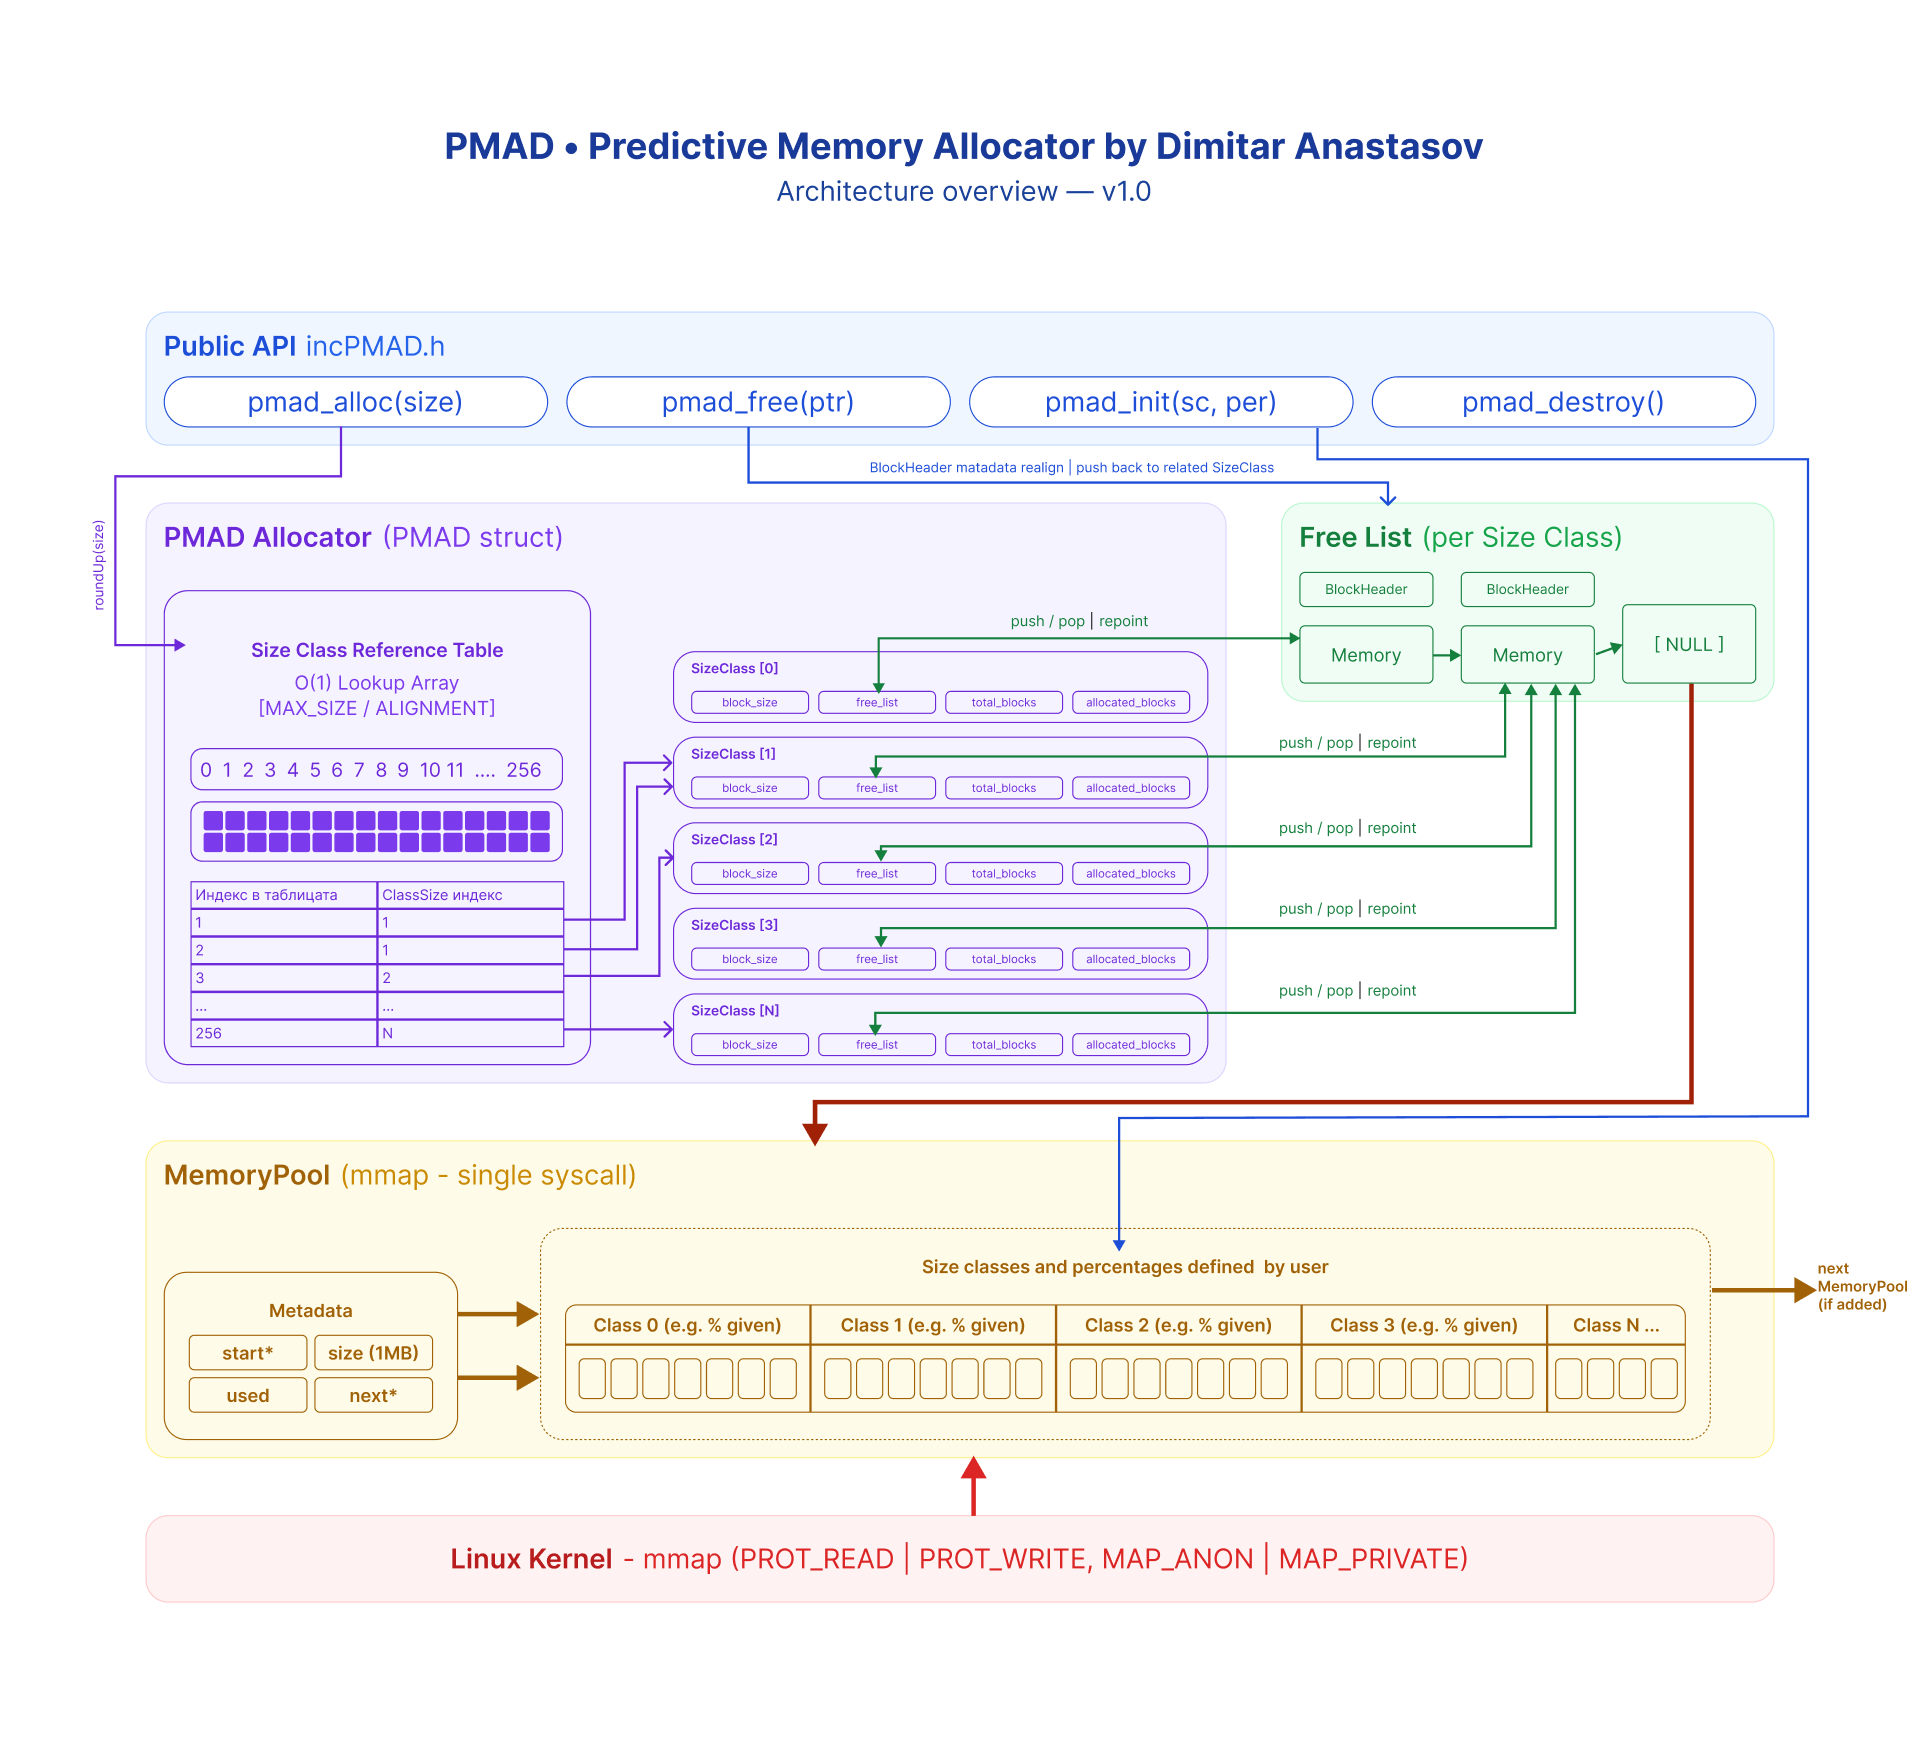 PMAD • Predictive Memory Allocator by Dimitar Anastasov
Architecture overview — v1.0
Public API incPMAD.h
pmad_alloc(size)
pmad_free(ptr)
pmad_init(sc, per)
pmad_destroy()
BlockHeader matadata realign | push back to related SizeClass
roundUp(size)
PMAD Allocator (PMAD struct)
Size Class Reference Table
O(1) Lookup Array
[MAX_SIZE / ALIGNMENT]
0 1 2 3 4 5 6 7 8 9 10 11 .... 256
Индекс в таблицата ClassSize индекс
1 1
2 1
3 2
... ...
256 N
SizeClass [0]
block_size free_list total_blocks allocated_blocks
SizeClass [1]
block_size free_list total_blocks allocated_blocks
SizeClass [2]
block_size free_list total_blocks allocated_blocks
SizeClass [3]
block_size free_list total_blocks allocated_blocks
SizeClass [N]
block_size free_list total_blocks allocated_blocks
push / pop | repoint
push / pop | repoint
push / pop | repoint
push / pop | repoint
push / pop | repoint
Free List (per Size Class)
BlockHeader BlockHeader
Memory Memory [ NULL ]
MemoryPool (mmap - single syscall)
Metadata
start* size (1MB)
used next*
Size classes and percentages defined by user
Class 0 (e.g. % given) Class 1 (e.g. % given) Class 2 (e.g. % given) Class 3 (e.g. % given) Class N ...
next
MemoryPool
(if added)
Linux Kernel - mmap (PROT_READ | PROT_WRITE, MAP_ANON | MAP_PRIVATE)